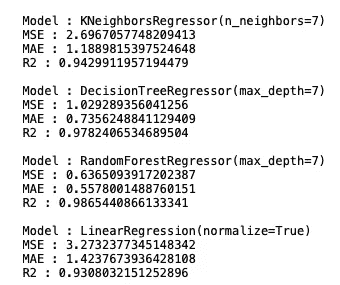 Model : KNeighborsRegressor(n_neighbors=7)
MSE : 2.6967057748209413
MAE : 1.1889815397524648
R2 : 0.9429911957194479
Model : DecisionTreeRegressor(max_depth=7)
MSE : 1.029289356041256
MAE : 0.7356248841129409
R2 : 0.9782406534689504
Model : RandomForestRegressor(max_depth=7)
MSE : 0.6365093917202387
MAE : 0.5578001488760151
R2 : 0.9865440866133341
Model : LinearRegression(normalize=True)
MSE : 3.2732377345148342
MAE : 1.4237673936428108
R2 : 0.9308032151252896